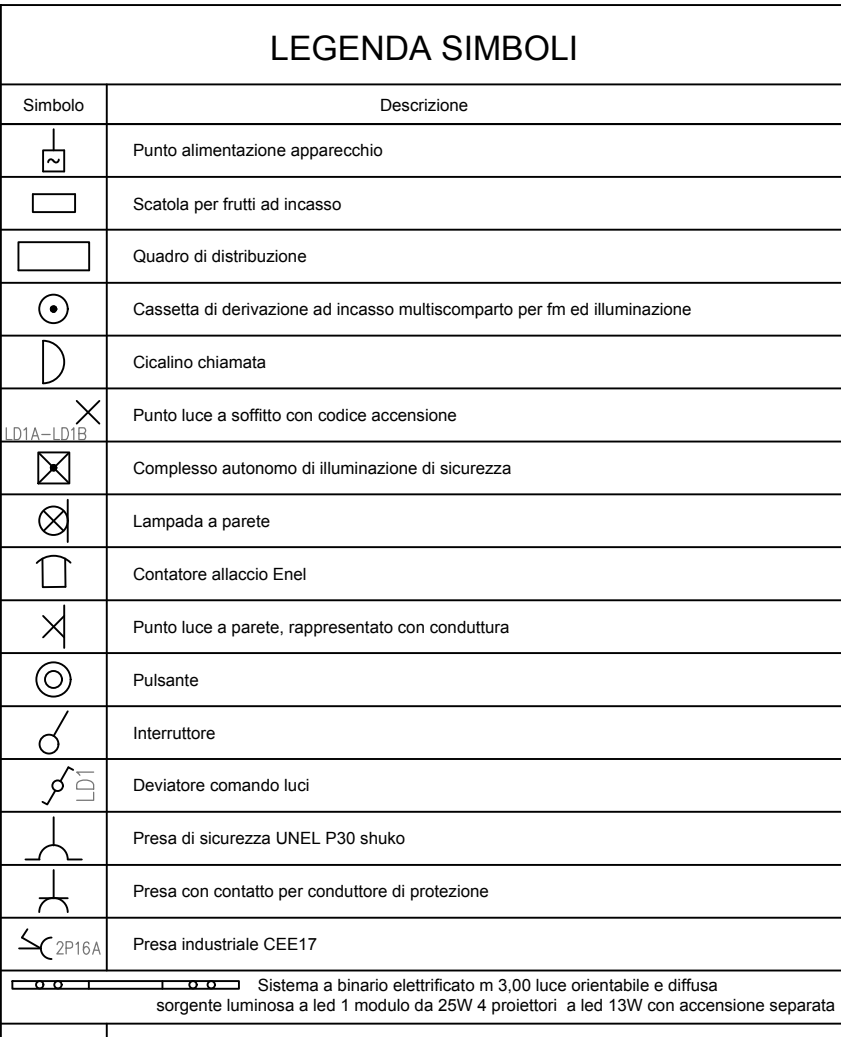 LEGENDA SIMBOLI
Simbolo Descrizione
~ Punto alimentazione apparecchio
Scatola per frutti ad incasso
Quadro di distribuzione
Cassetta di derivazione ad incasso multiscomparto per fm ed illuminazione
Cicalino chiamata
LD1A-LD1B Punto luce a soffitto con codice accensione
Complesso autonomo di illuminazione di sicurezza
Lampada a parete
Contatore allaccio Enel
Punto luce a parete, rappresentato con conduttura
Pulsante
Interruttore
LD1 Deviatore comando luci
Presa di sicurezza UNEL P30 shuko
Presa con contatto per conduttore di protezione
2P16A Presa industriale CEE17
Sistema a binario elettrificato m 3,00 luce orientabile e diffusa
sorgente luminosa a led 1 modulo da 25W 4 proiettori a led 13W con accensione separata